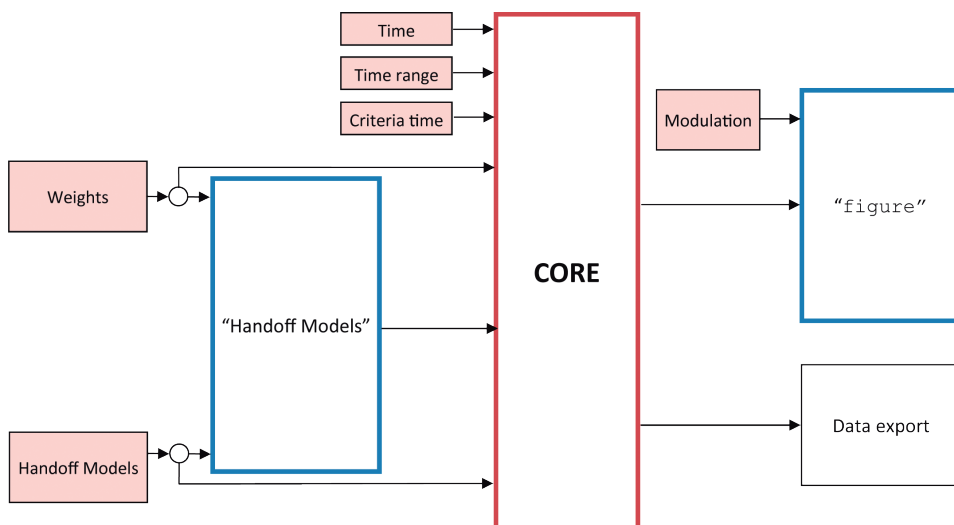 Time
Time range
Criteria time
Modulation
Weights
"figure"
CORE
“Handoff Models”
Data export
Handoff Models